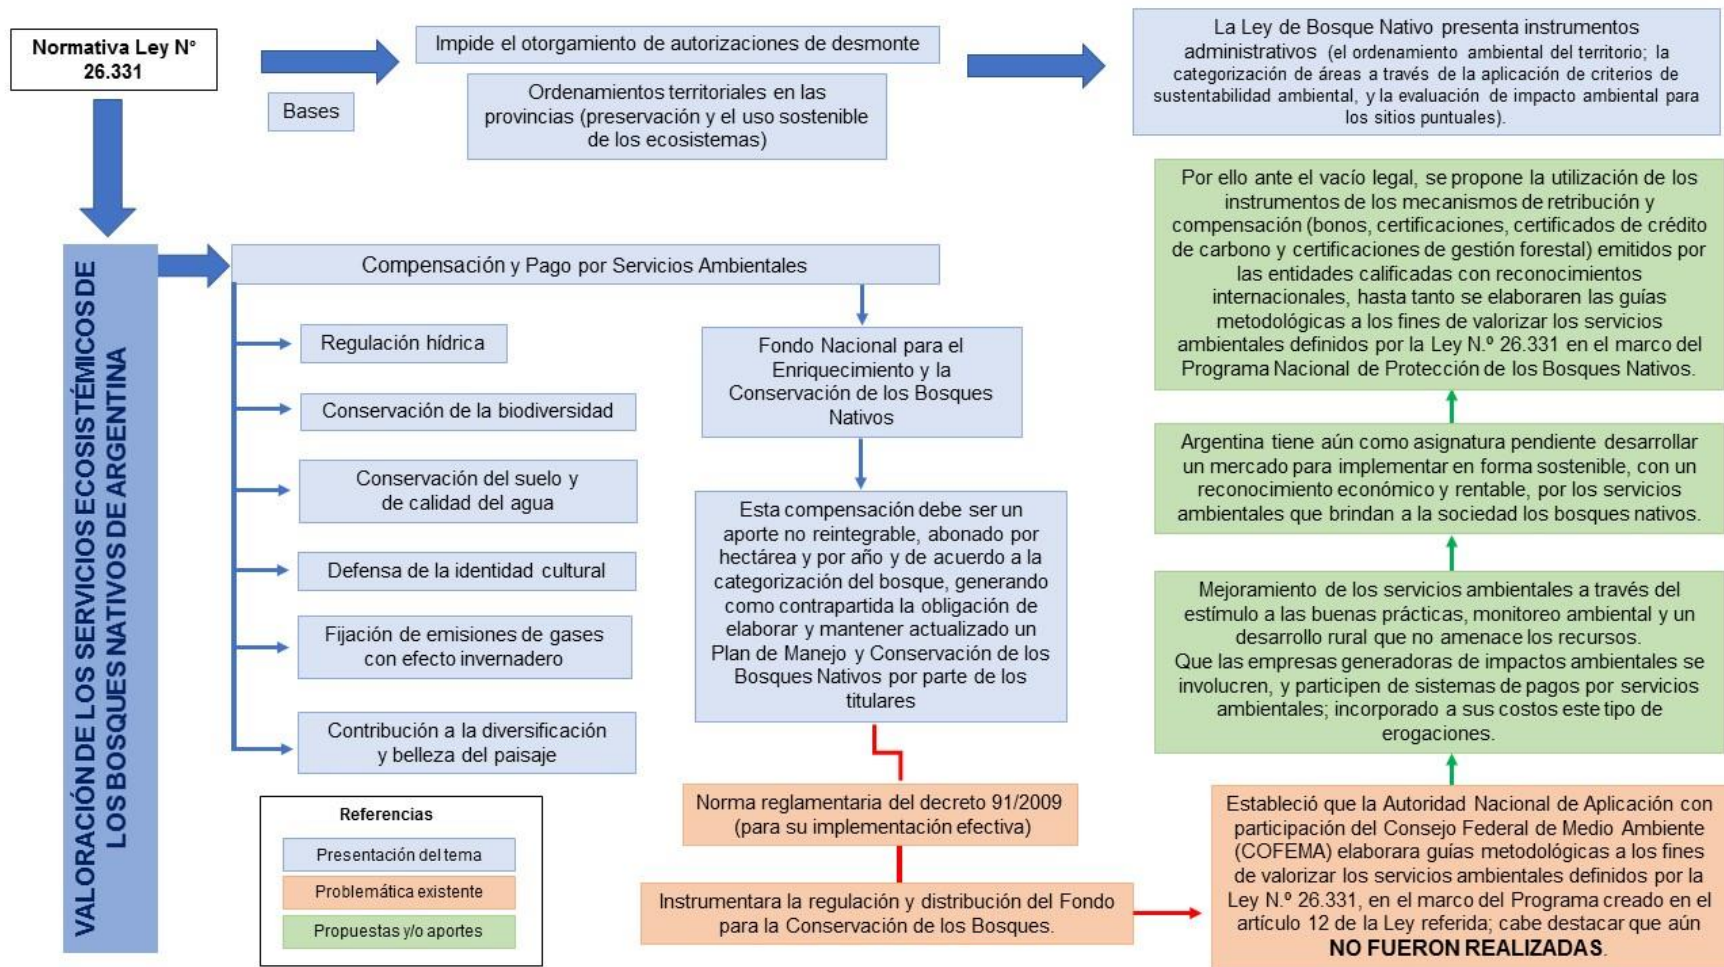 Normativa Ley N°
26.331
Bases
Impide el otorgamiento de autorizaciones de desmonte
Ordenamientos territoriales en las
provincias (preservación y el uso sostenible
de los ecosistemas)
La Ley de Bosque Nativo presenta instrumentos
administrativos (el ordenamiento ambiental del territorio; la
categorización de áreas a través de la aplicación de criterios de
sustentabilidad ambiental, y la evaluación de impacto ambiental para
los sitios puntuales).
VALORACIÓN DE LOS SERVICIOS ECOSISTÉMICOS DE
LOS BOSQUES NATIVOS DE ARGENTINA
Compensación y Pago por Servicios Ambientales
Regulación hídrica
Conservación de la biodiversidad
Conservación del suelo y
de calidad del agua
Defensa de la identidad cultural
Fijación de emisiones de gases
con efecto invernadero
Contribución a la diversificación
y belleza del paisaje
Fondo Nacional para el
Enriquecimiento y la
Conservación de los Bosques
Nativos
Esta compensación debe ser un
aporte no reintegrable, abonado por
hectárea y por año y de acuerdo a la
categorización del bosque, generando
como contrapartida la obligación de
elaborar y mantener actualizado un
Plan de Manejo y Conservación de los
Bosques Nativos por parte de los
titulares
Norma reglamentaria del decreto 91/2009
(para su implementación efectiva)
Instrumentara la regulación y distribución del Fondo
para la Conservación de los Bosques.
Estableció que la Autoridad Nacional de Aplicación con
participación del Consejo Federal de Medio Ambiente
(COFEMA) elaborara guías metodológicas a los fines
de valorizar los servicios ambientales definidos por la
Ley N.º 26.331, en el marco del Programa creado en el
artículo 12 de la Ley referida; cabe destacar que aún
NO FUERON REALIZADAS.
Mejoramiento de los servicios ambientales a través del
estímulo a las buenas prácticas, monitoreo ambiental y un
desarrollo rural que no amenace los recursos.
Que las empresas generadoras de impactos ambientales se
involucren, y participen de sistemas de pagos por servicios
ambientales; incorporado a sus costos este tipo de
erogaciones.
Argentina tiene aún como asignatura pendiente desarrollar
un mercado para implementar en forma sostenible, con un
reconocimiento económico y rentable, por los servicios
ambientales que brindan a la sociedad los bosques nativos.
Por ello ante el vacío legal, se propone la utilización de los
instrumentos de los mecanismos de retribución y
compensación (bonos, certificaciones, certificados de crédito
de carbono y certificaciones de gestión forestal) emitidos por
las entidades calificadas con reconocimientos
internacionales, hasta tanto se elaboraren las guías
metodológicas a los fines de valorizar los servicios
ambientales definidos por la Ley N.º 26.331 en el marco del
Programa Nacional de Protección de los Bosques Nativos.
Referencias
Presentación del tema
Problemática existente
Propuestas y/o aportes